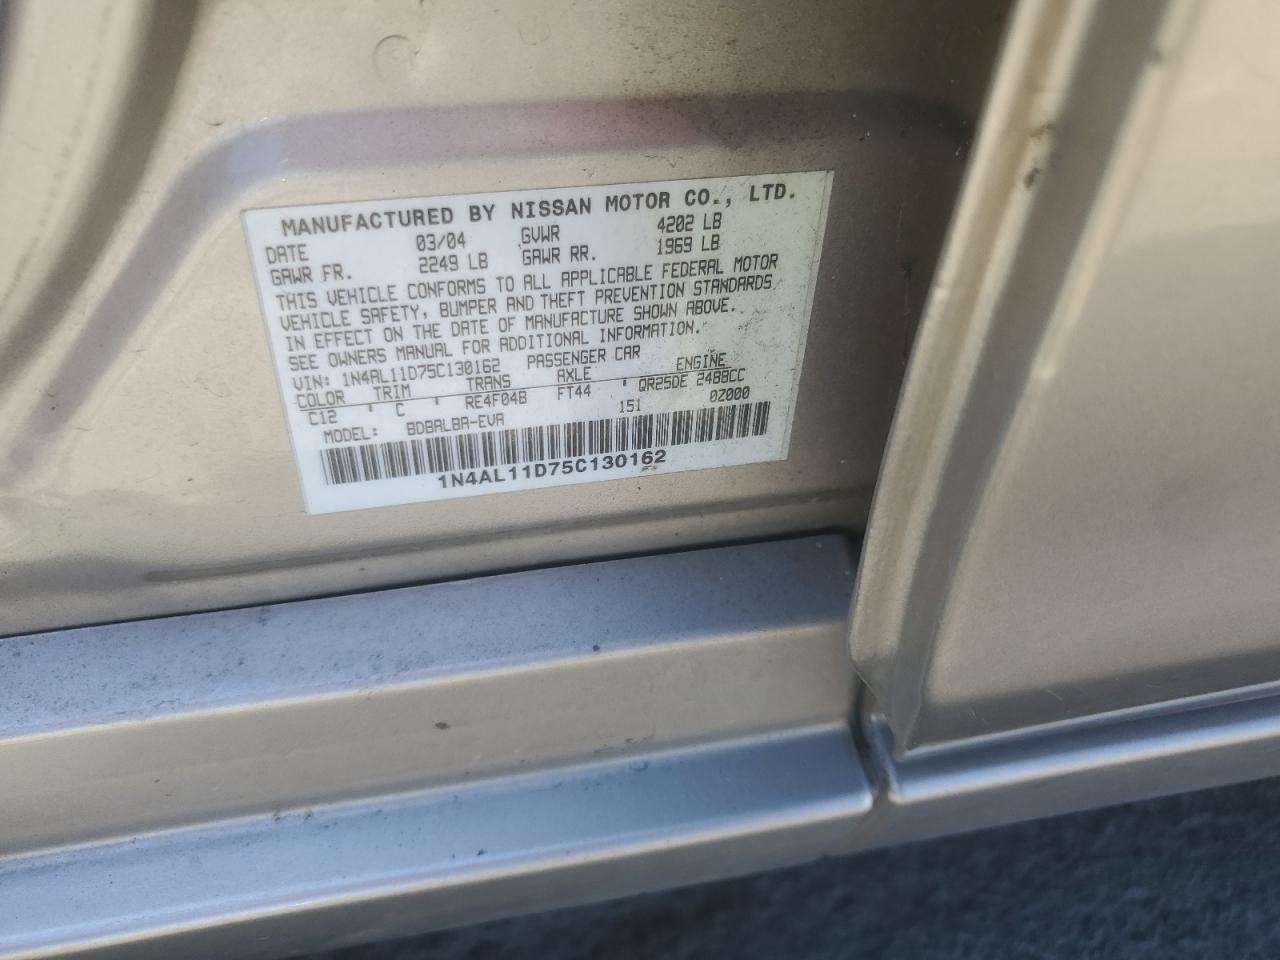 MANUFACTURED BY NISSAN MOTOR CO., LTD.
DATE 03/04 GVWR 4202 LB
GAWR FR. 2249 LB GAWR RR. 1969 LB
THIS VEHICLE CONFORMS TO ALL APPLICABLE FEDERAL MOTOR
VEHICLE SAFETY, BUMPER AND THEFT PREVENTION STANDARDS
IN EFFECT ON THE DATE OF MANUFACTURE SHOWN ABOVE.
SEE OWNERS MANUAL FOR ADDITIONAL INFORMATION.
VIN: 1N4AL11D75C130162 PASSENGER CAR
COLOR TRIM TRANS AXLE ENGINE
C12 ' C ' RE4F04B FT44 ' QR25DE 2488CC
MODEL: BDBALBA-EVA 151 0Z000
1N4AL11D75C130162